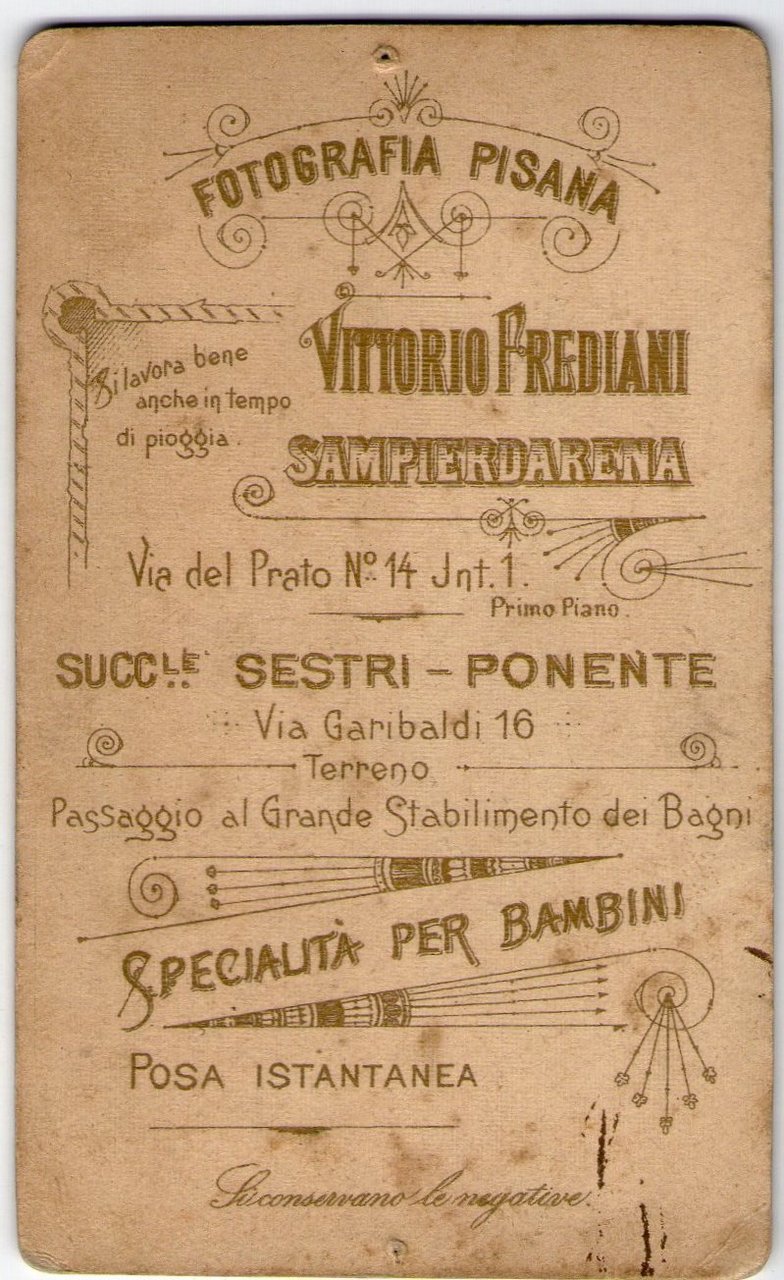 FOTOGRAFIA PISANA
VITTORIO FREDIANI
Si lavora bene
anche in tempo
di pioggia.
SAMPIERDARENA
Via del Prato Nº 14 Jnt. 1.
Primo Piano.
SUCCLE SESTRI - PONENTE
Via Garibaldi 16
Terreno
Passaggio al Grande Stabilimento dei Bagni
SPECIALITÀ PER BAMBINI
POSA ISTANTANEA
Si conservano le negative.